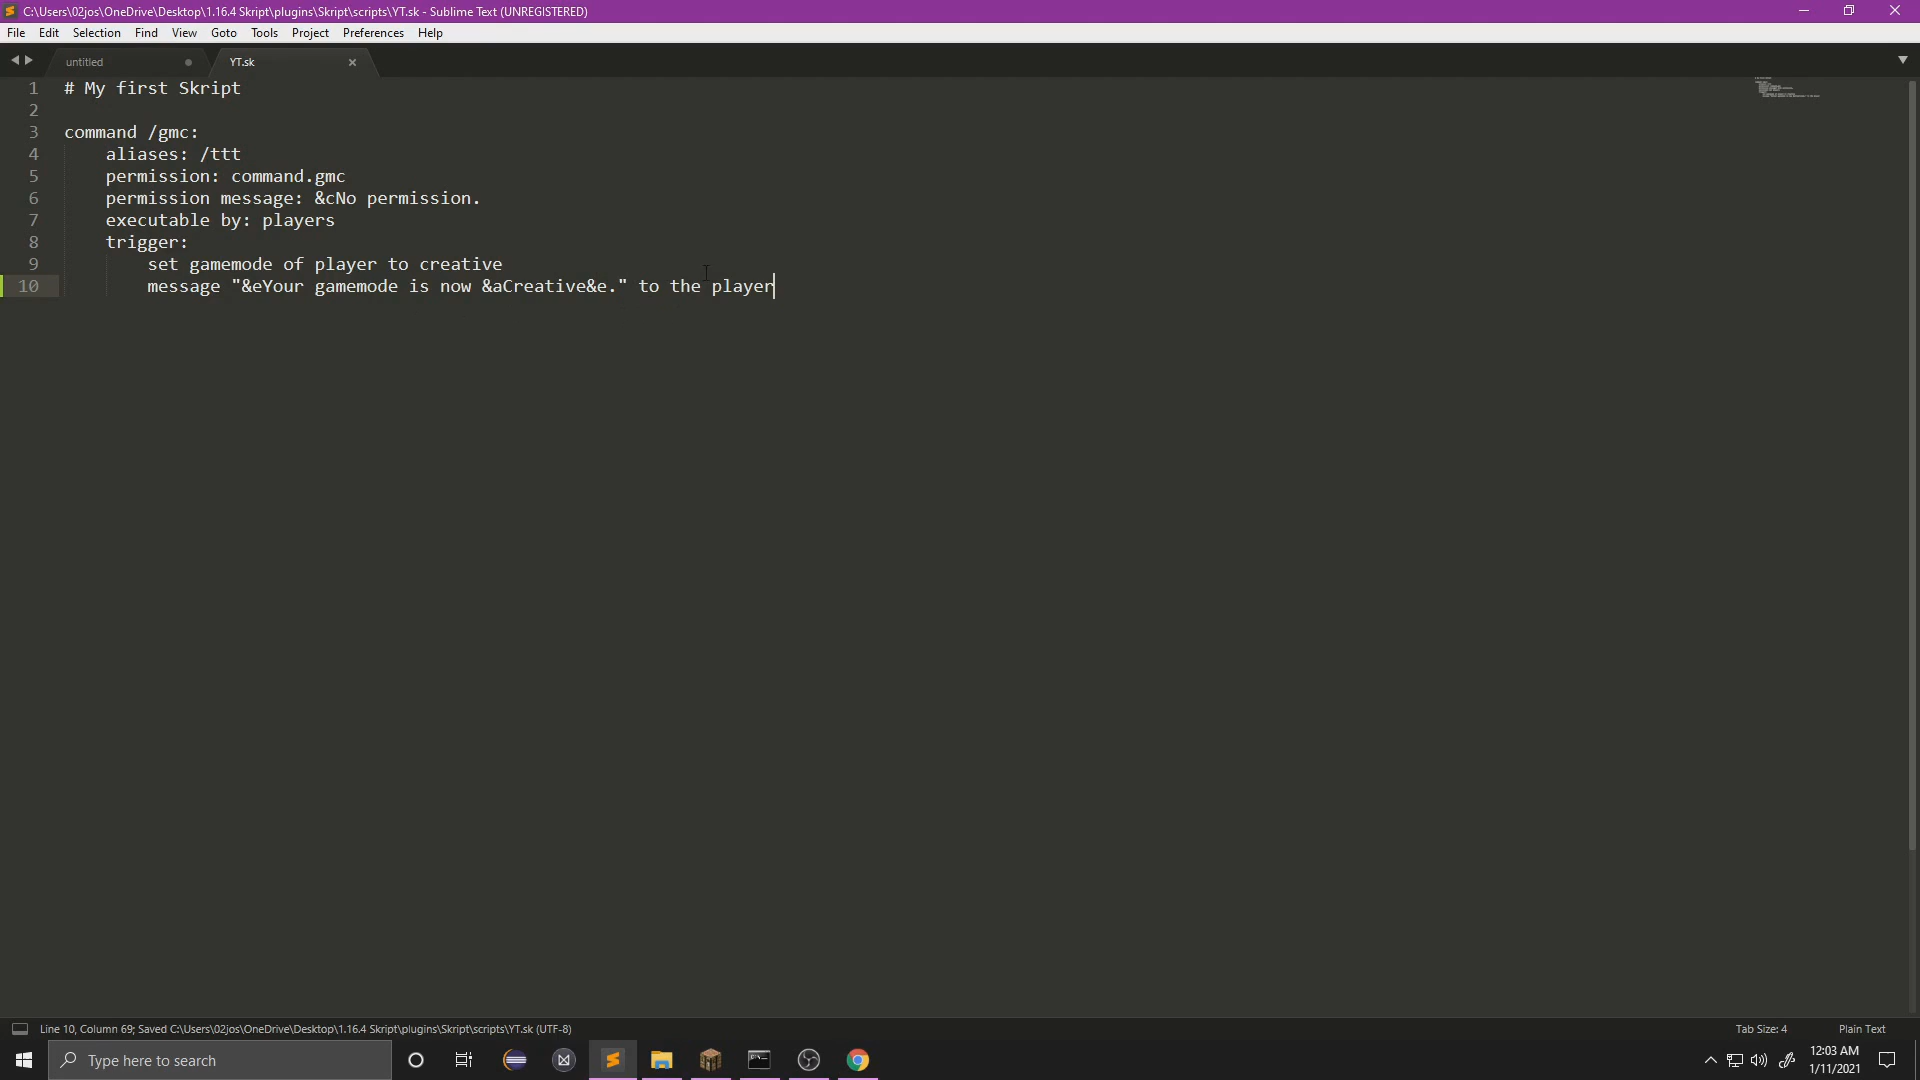 C:\Users\02jos\OneDrive\Desktop\1.16.4 Skript\plugins\Skript\scripts\YT.sk - Sublime Text (UNREGISTERED)
File Edit Selection Find View Goto Tools Project Preferences Help
untitled YT.sk
1 # My first Skript
2
3 command /gmc:
4 aliases: /ttt
5 permission: command.gmc
6 permission message: &cNo permission.
7 executable by: players
8 trigger:
9 set gamemode of player to creative
10 message "&eYour gamemode is now &aCreative&e." to the player
Line 10, Column 69; Saved C:\Users\02jos\OneDrive\Desktop\1.16.4 Skript\plugins\Skript\scripts\YT.sk (UTF-8) Tab Size: 4 Plain Text
Type here to search 12:03 AM
1/11/2021